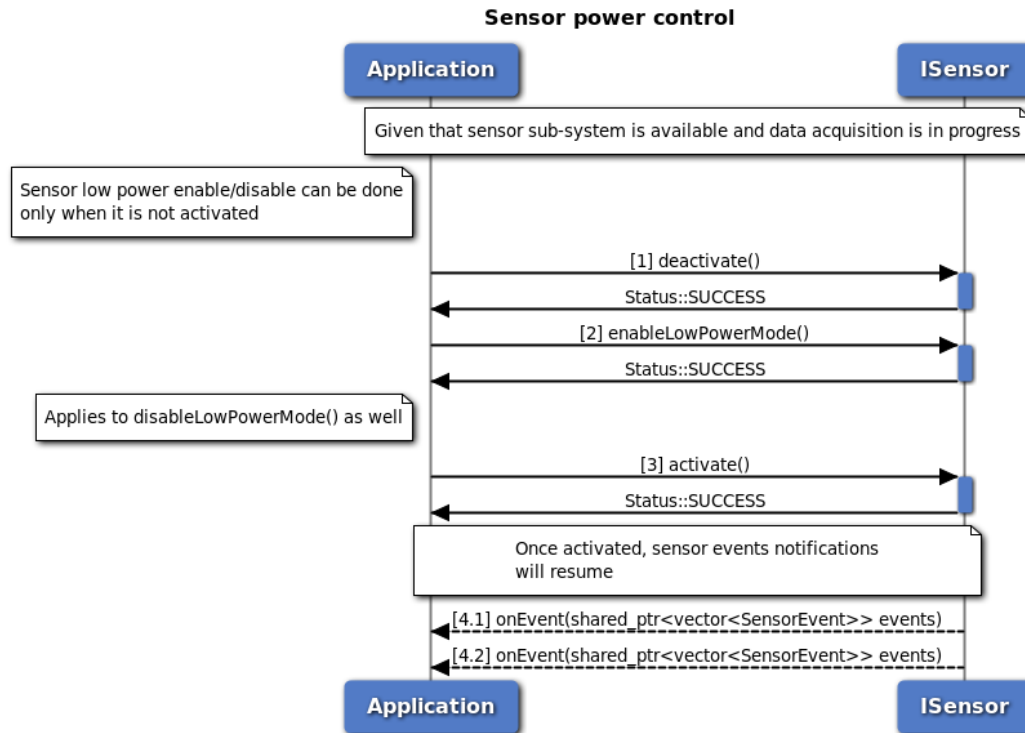 Sensor power control
Application
ISensor
Given that sensor sub-system is available and data acquisition is in progress
Sensor low power enable/disable can be done
only when it is not activated
[1] deactivate()
Status::SUCCESS
[2] enableLowPowerMode()
Status::SUCCESS
Applies to disableLowPowerMode() as well
[3] activate()
Status::SUCCESS
Once activated, sensor events notifications
will resume
[4.1] onEvent(shared_ptr<vector<SensorEvent>> events)
[4.2] onEvent(shared_ptr<vector<SensorEvent>> events)
Application
ISensor